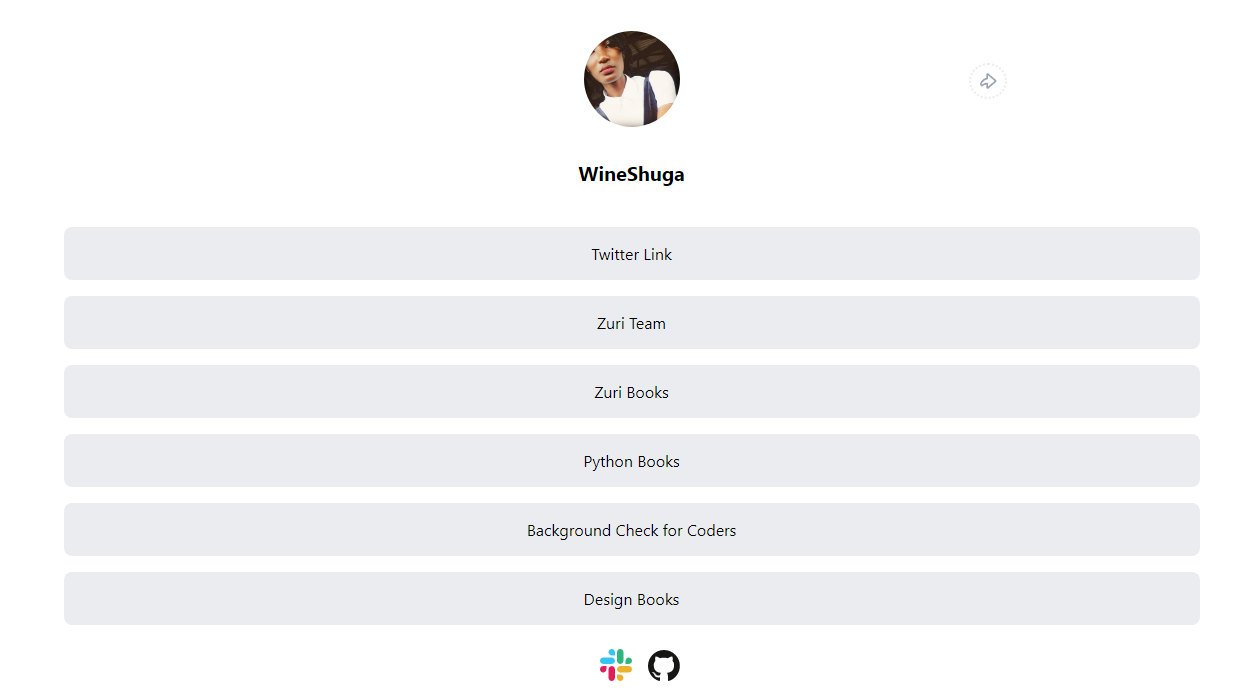 WineShuga
Twitter Link
Zuri Team
Zuri Books
Python Books
Background Check for Coders
Design Books